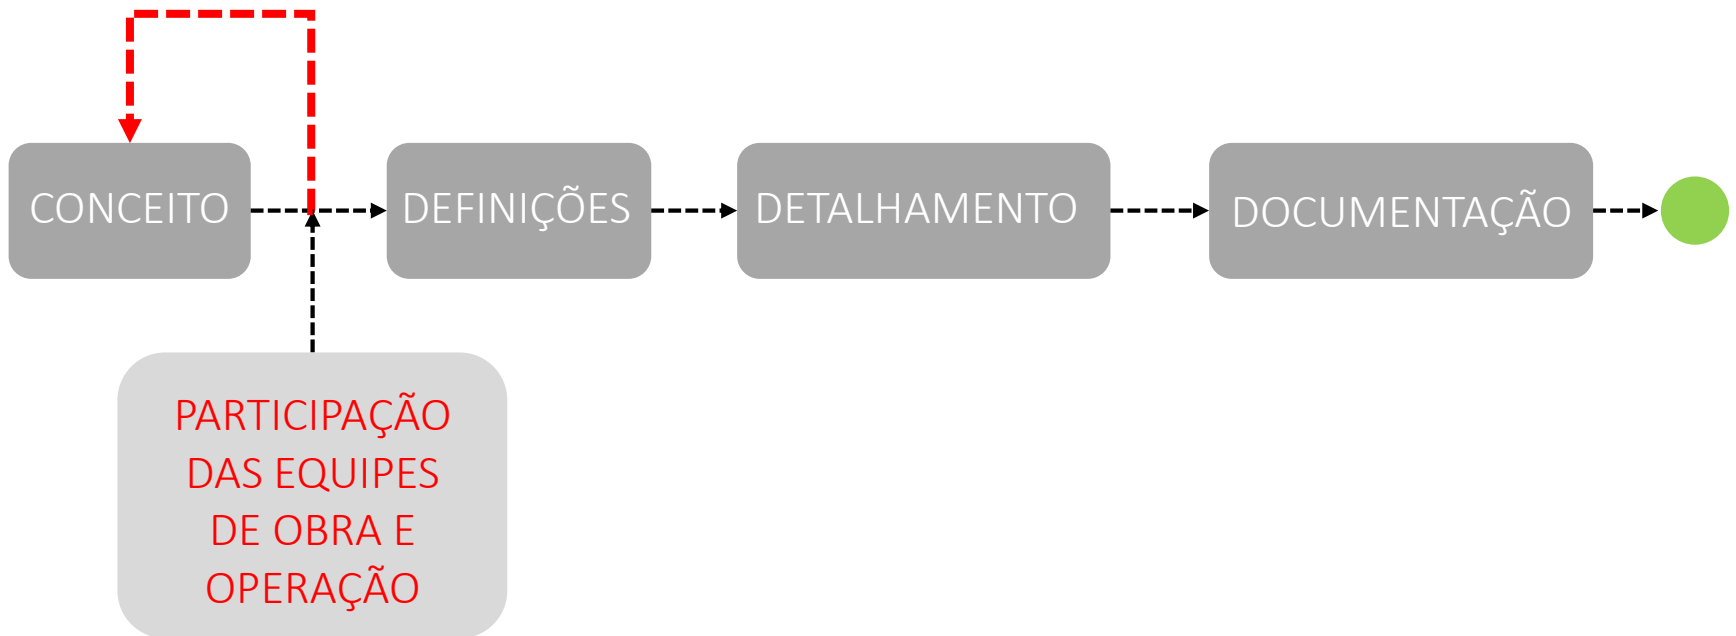 CONCEITO
DEFINIÇÕES
DETALHAMENTO
DOCUMENTAÇÃO
PARTICIPAÇÃO
DAS EQUIPES
DE OBRA E
OPERAÇÃO